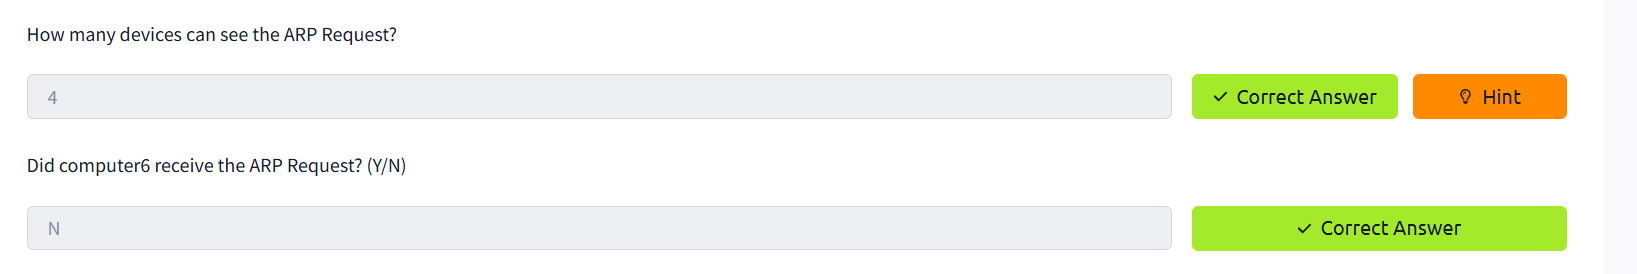 How many devices can see the ARP Request?
4
Correct Answer
Hint
Did computer6 receive the ARP Request? (Y/N)
N
Correct Answer